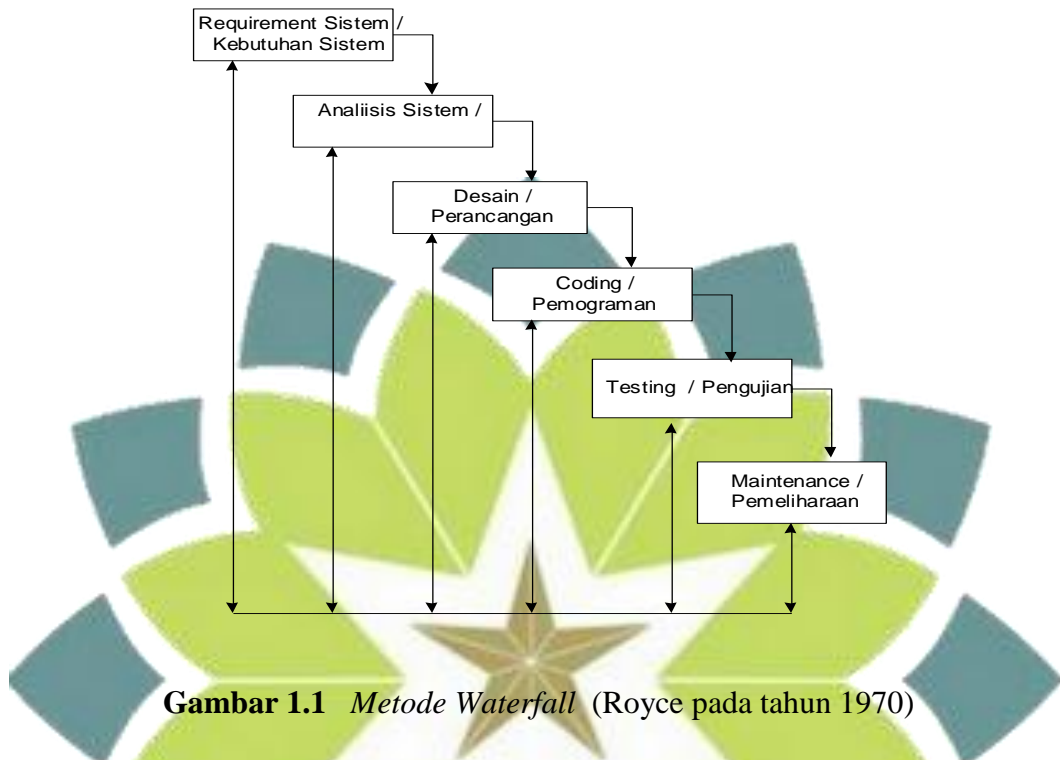 Requirement Sistem /
Kebutuhan Sistem
Analiisis Sistem /
Desain /
Perancangan
Coding /
Pemograman
Testing / Pengujian
Maintenance /
Pemeliharaan
Gambar 1.1 Metode Waterfall (Royce pada tahun 1970)